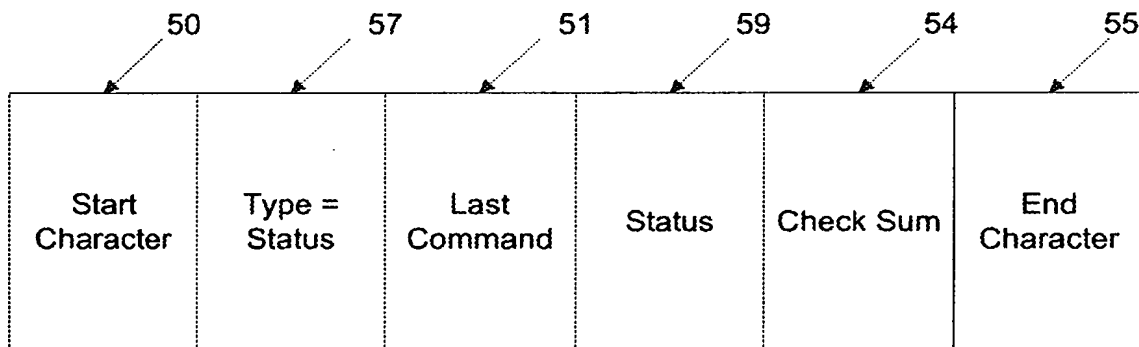 50 57 51 59 54 55
Start Character
Type = Status
Last Command
Status
Check Sum
End Character